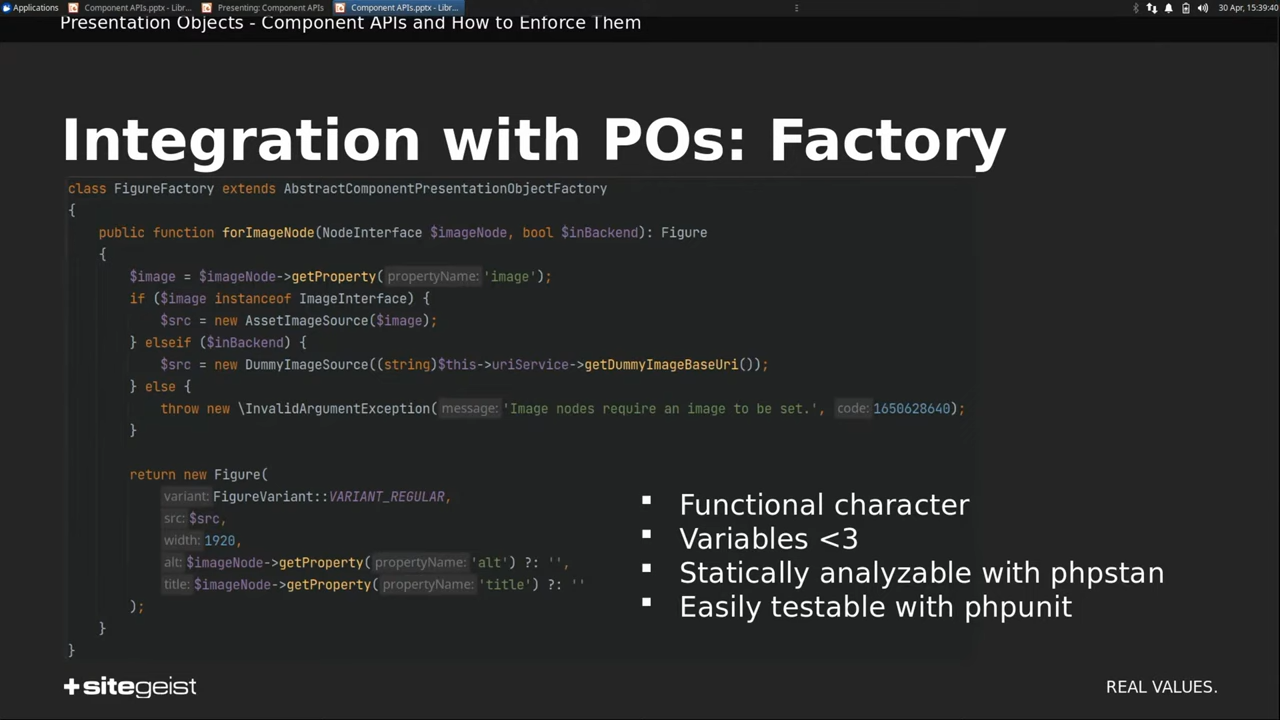 Applications
Component APIs.pptx - Libr...
Presenting: Component APIs
Component APIs.pptx - Libr...
30 Apr, 15:39:40
Presentation Objects - Component APIs and How to Enforce Them
Integration with POs: Factory
class FigureFactory extends AbstractComponentPresentationObjectFactory
{
public function forImageNode(NodeInterface $imageNode, bool $inBackend): Figure
{
$image = $imageNode->getProperty( propertyName: 'image');
if ($image instanceof ImageInterface) {
$src = new AssetImageSource($image);
} elseif ($inBackend) {
$src = new DummyImageSource((string)$this->uriService->getDummyImageBaseUri());
} else {
throw new \InvalidArgumentException( message: 'Image nodes require an image to be set.', code: 1650628640);
}
return new Figure(
variant: FigureVariant::VARIANT_REGULAR,
src: $src,
width: 1920,
alt: $imageNode->getProperty( propertyName: 'alt') ?: '',
title: $imageNode->getProperty( propertyName: 'title') ?: ''
);
}
}
Functional character
Variables <3
Statically analyzable with phpstan
Easily testable with phpunit
sitegeist
REAL VALUES.